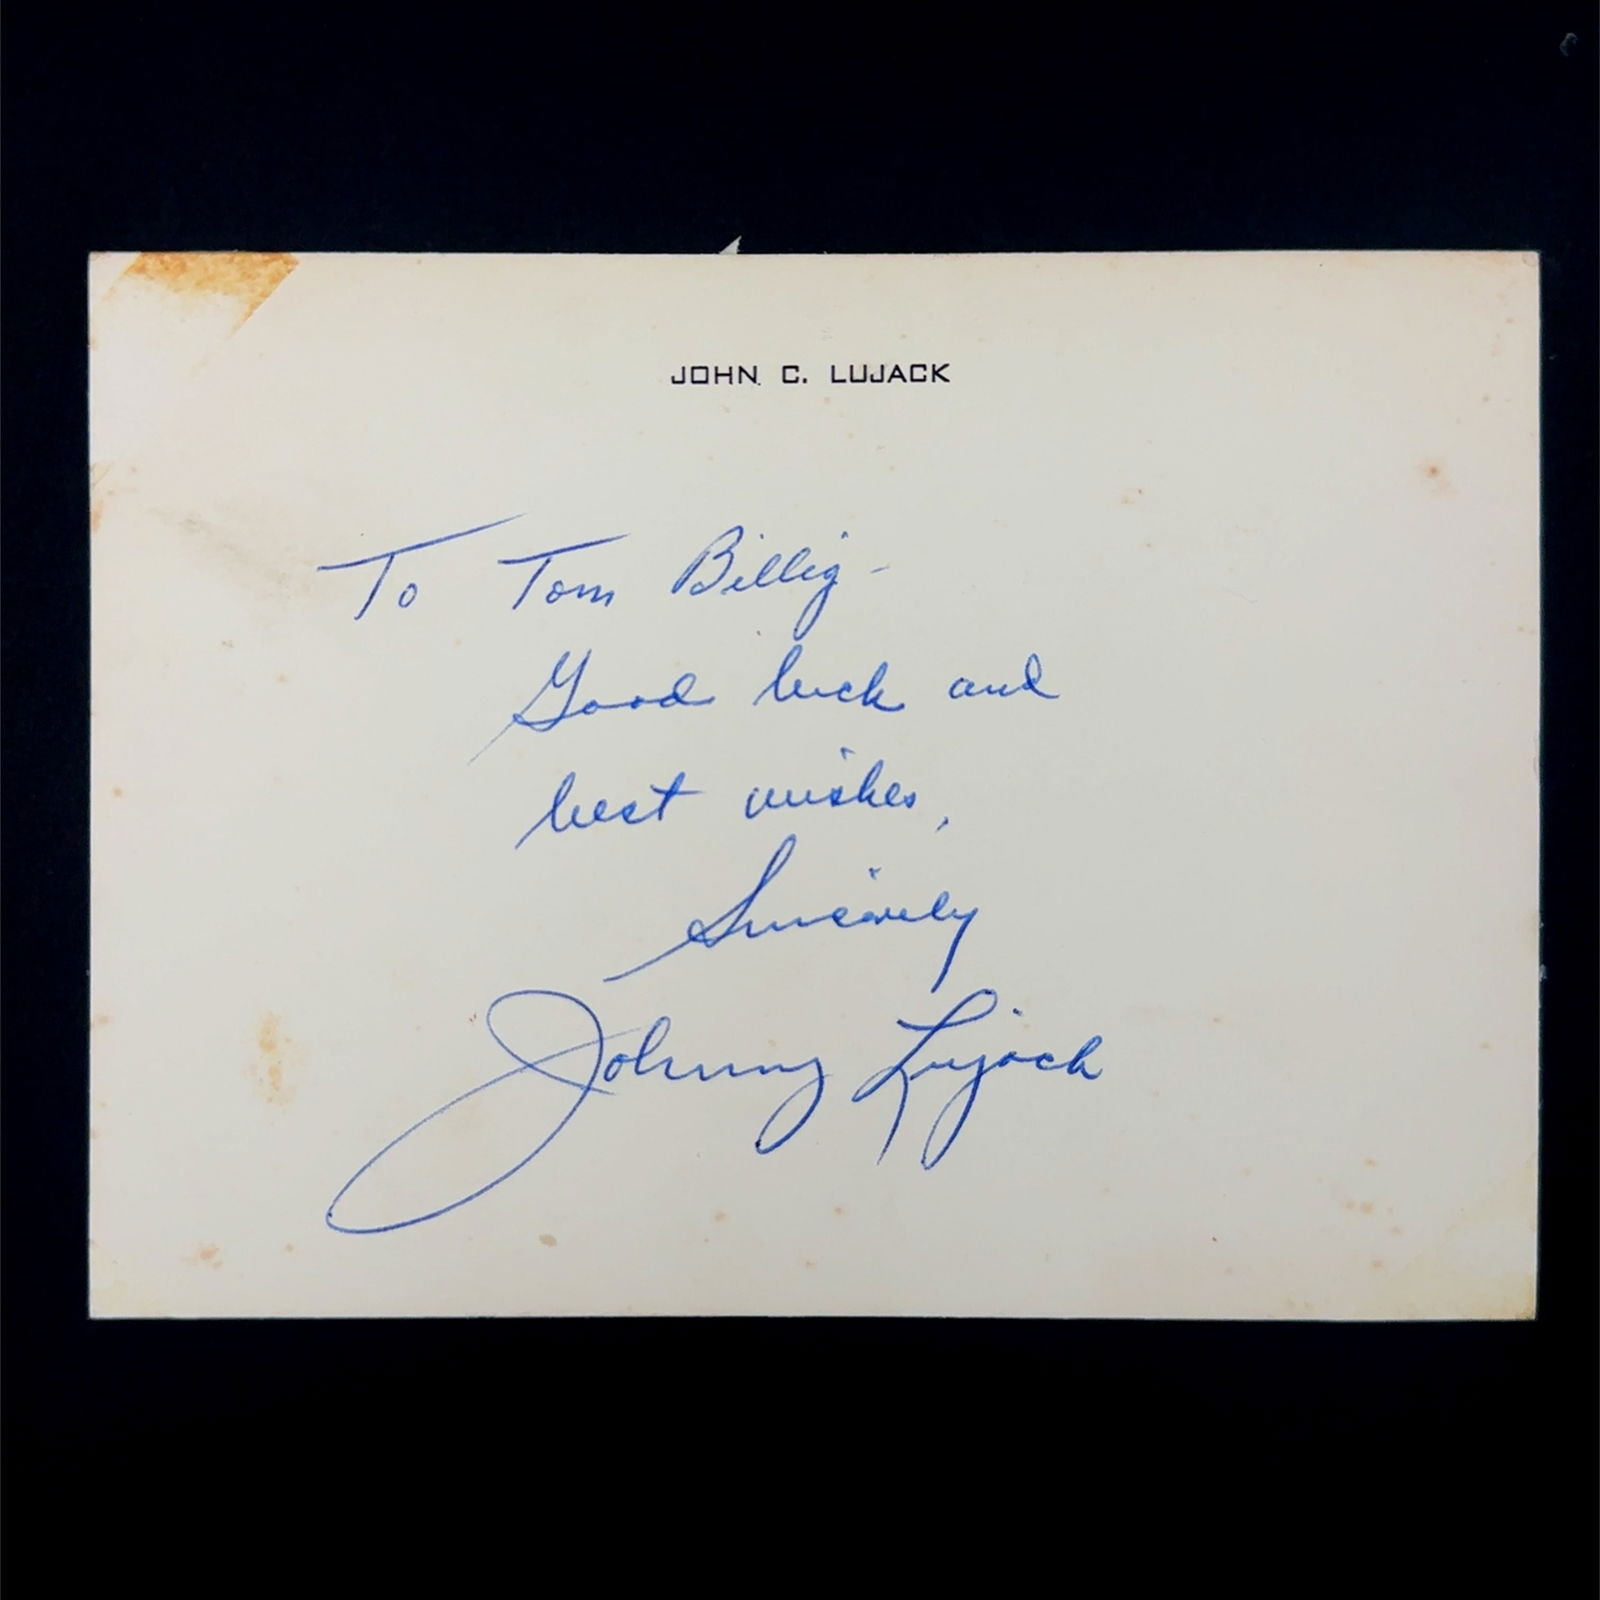 JOHN C. LUJACK
To Tom Billig -
Good luck and
best wishes,
Sincerely
Johnny Lujack